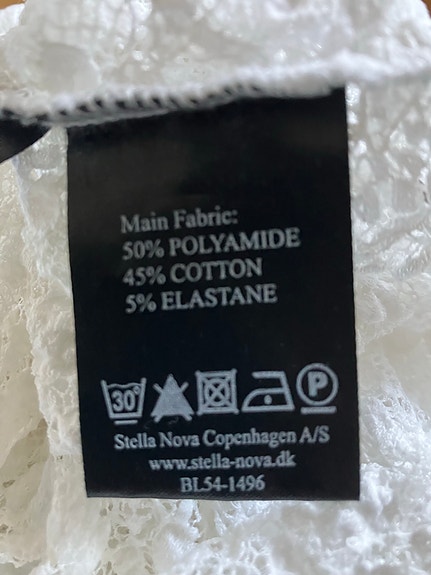 Main Fabric:
50% POLYAMIDE
45% COTTON
5% ELASTANE
30°
P
Stella Nova Copenhagen A/S
www.stella-nova.dk
BL54-1496